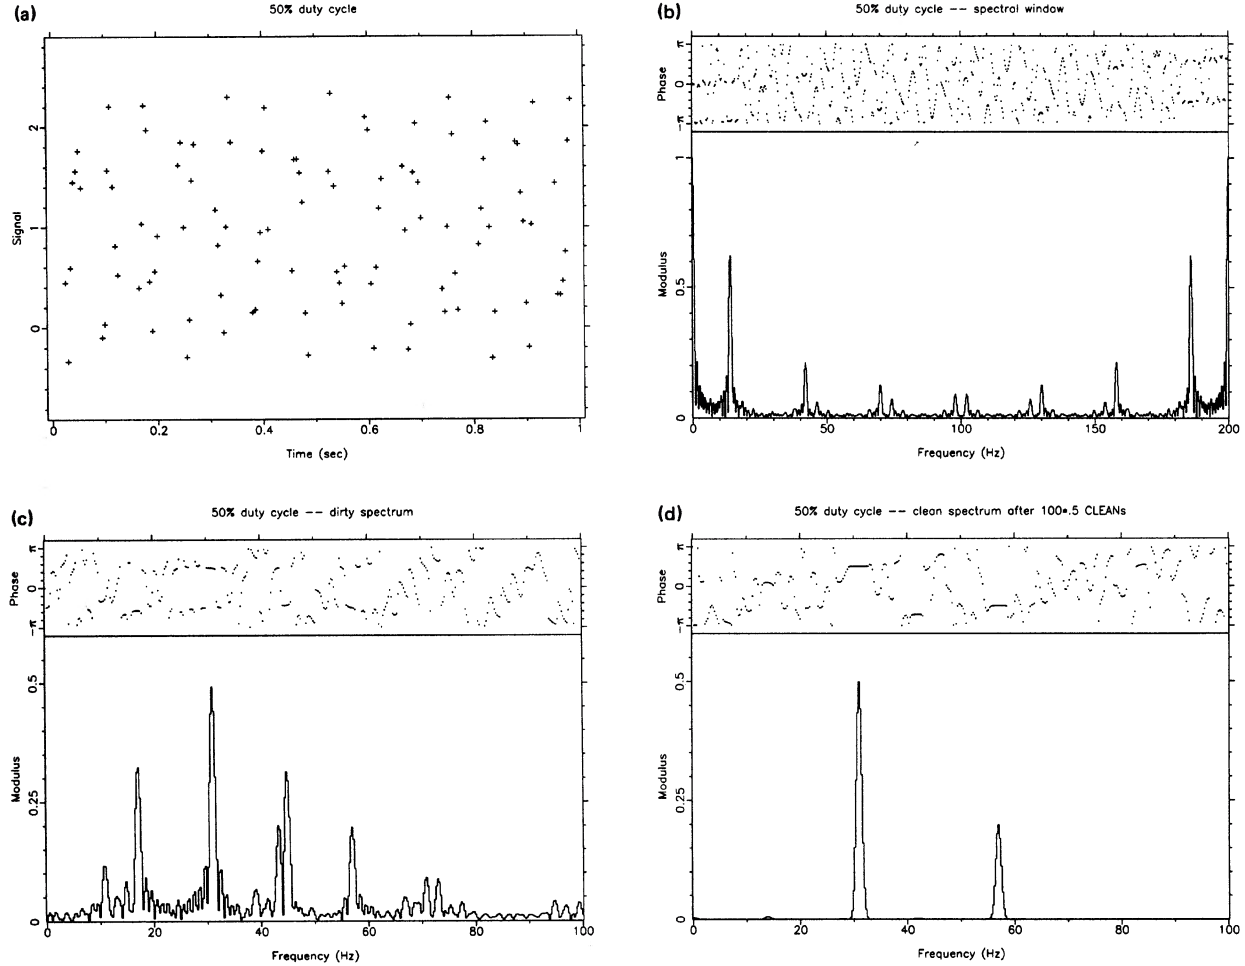 (a)
50% duty cycle
Signal
2
1
0
0
0.2
0.4
0.6
0.8
1
Time (sec)
(b)
50% duty cycle -- spectral window
Phase
π
0
-π
Modulus
1
0.5
0
0
50
100
150
200
Frequency (Hz)
(c)
50% duty cycle -- dirty spectrum
Phase
π
0
-π
Modulus
0.5
0.25
0
0
20
40
60
80
100
Frequency (Hz)
(d)
50% duty cycle -- clean spectrum after 100*.5 CLEANs
Phase
π
0
-π
Modulus
0.5
0.25
0
0
20
40
60
80
100
Frequency (Hz)